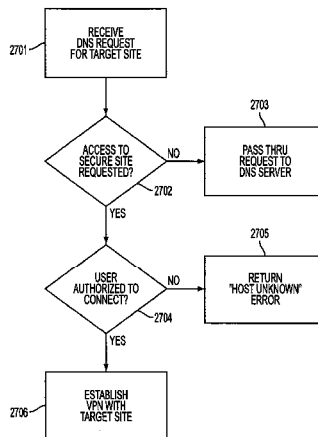 2701
RECEIVE
DNS REQUEST
FOR TARGET SITE
2703
ACCESS TO
SECURE SITE
REQUESTED?
NO
PASS THRU
REQUEST TO
DNS SERVER
2702
YES
2705
USER
AUTHORIZED TO
CONNECT?
NO
RETURN
"HOST UNKNOWN"
ERROR
2704
YES
2706
ESTABLISH
VPN WITH
TARGET SITE